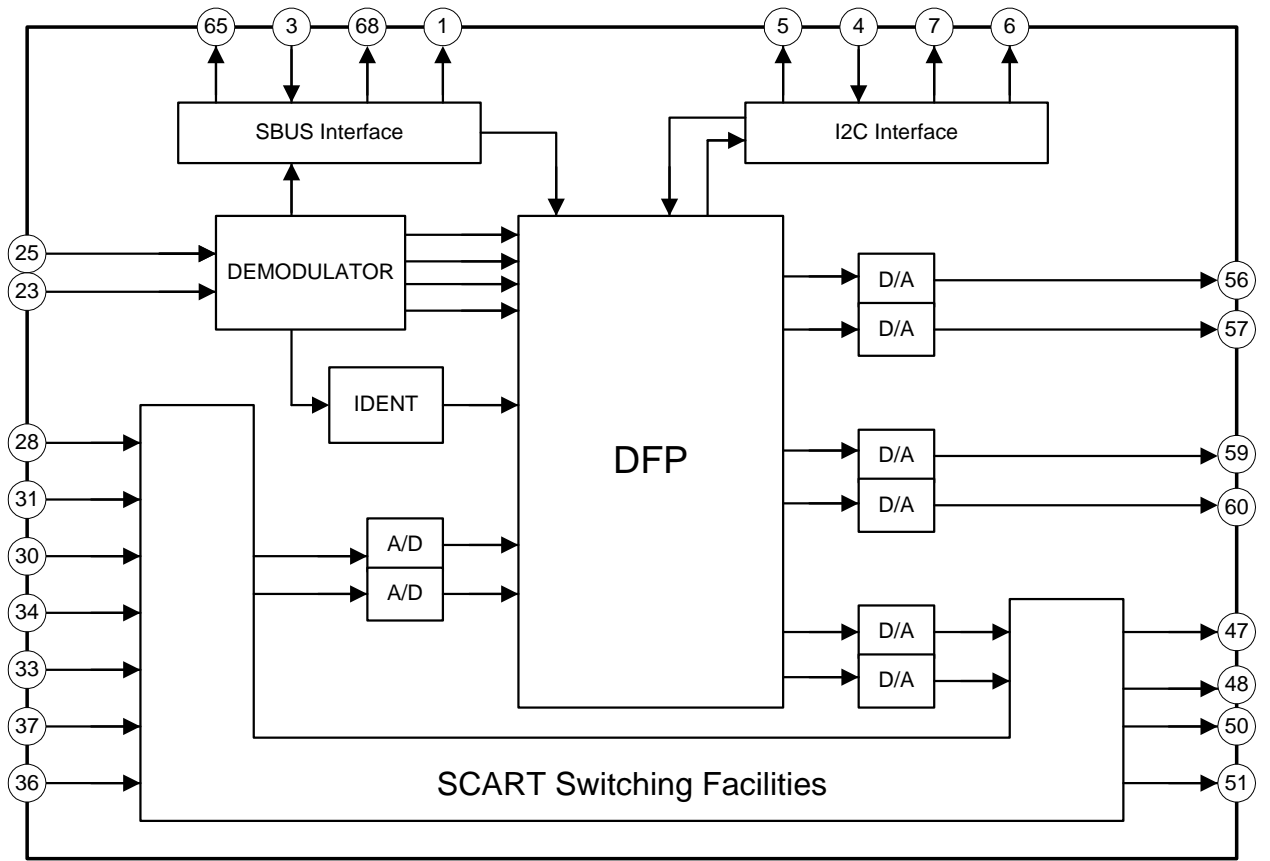 65 3 68 1 5 4 7 6
SBUS Interface
I2C Interface
25
23
DEMODULATOR
D/A
56
D/A
57
IDENT
28
31
30
34
33
37
36
DFP
D/A
59
D/A
60
A/D
A/D
D/A
47
D/A
48
50
51
SCART Switching Facilities